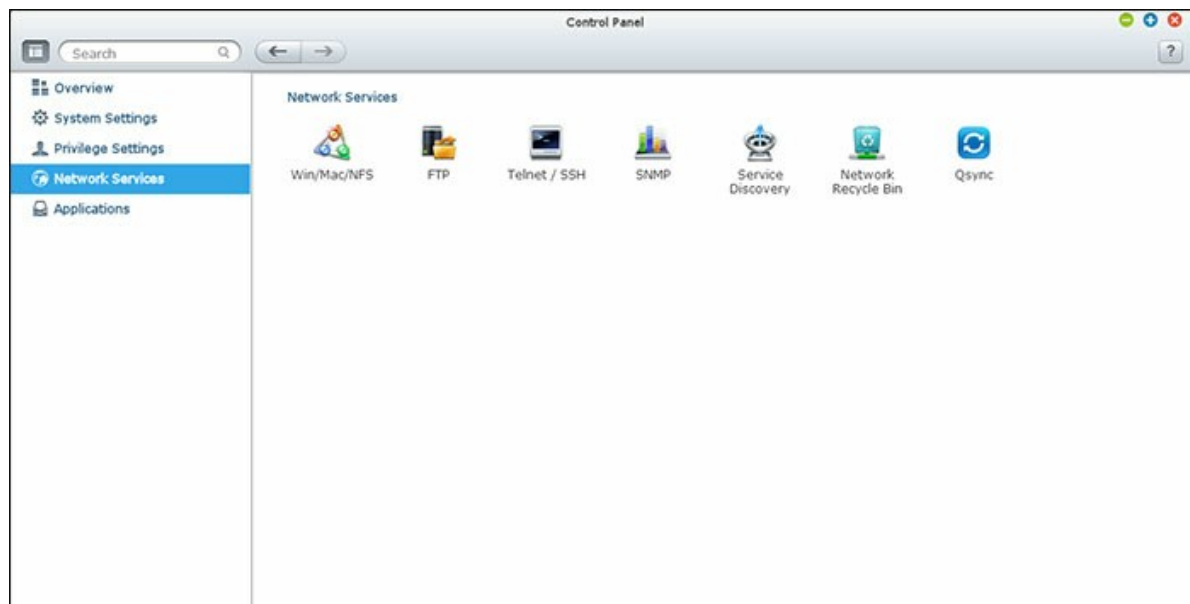 Control Panel
Search
?
Overview
System Settings
Privilege Settings
Network Services
Applications
Network Services
Win/Mac/NFS
FTP
Telnet / SSH
SNMP
Service
Discovery
Network
Recycle Bin
Qsync